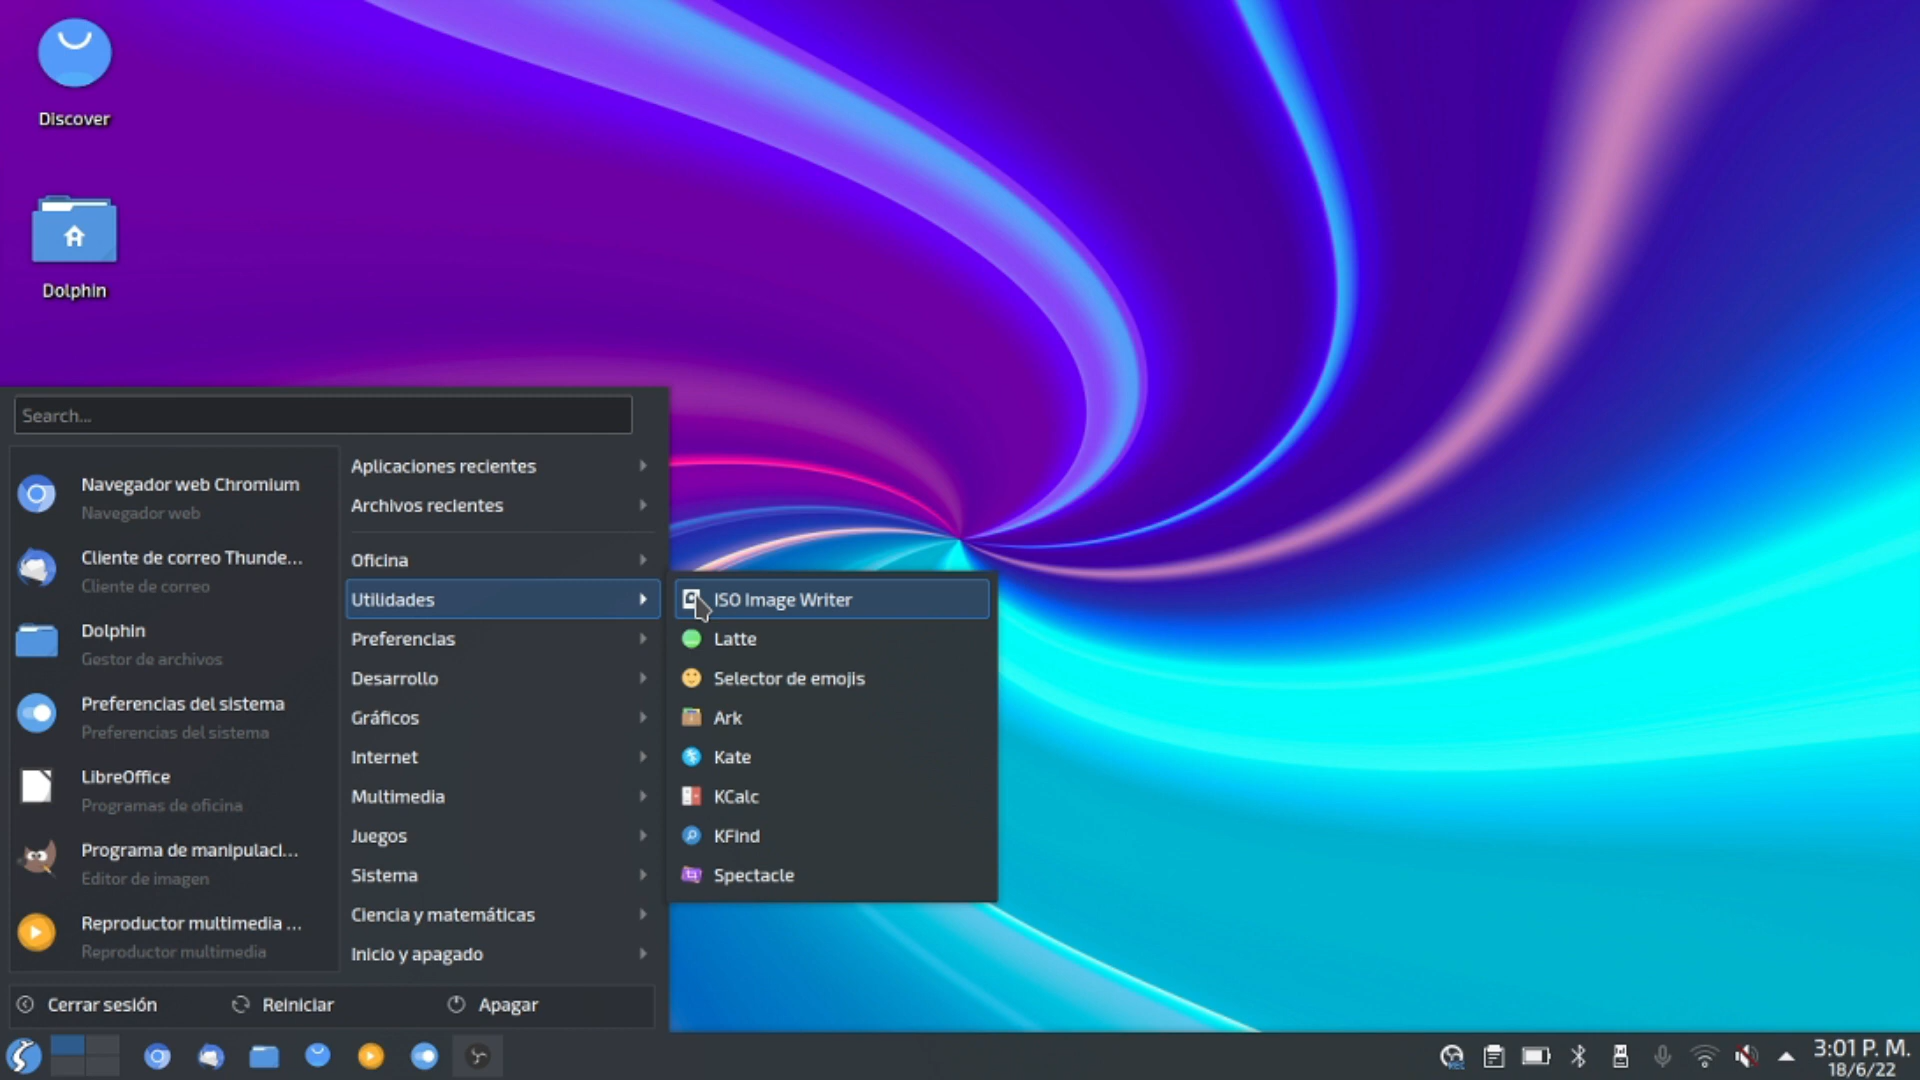 Discover
Dolphin
Search...
Navegador web Chromium
Navegador web
Cliente de correo Thunde...
Cliente de correo
Dolphin
Gestor de archivos
Preferencias del sistema
Preferencias del sistema
LibreOffice
Programas de oficina
Programa de manipulaci...
Editor de imagen
Reproductor multimedia ...
Reproductor multimedia
Aplicaciones recientes
Archivos recientes
Oficina
Utilidades
Preferencias
Desarrollo
Gráficos
Internet
Multimedia
Juegos
Sistema
Ciencia y matemáticas
Inicio y apagado
ISO Image Writer
Latte
Selector de emojis
Ark
Kate
KCalc
KFind
Spectacle
Cerrar sesión
Reiniciar
Apagar
3:01 P. M.
18/6/22